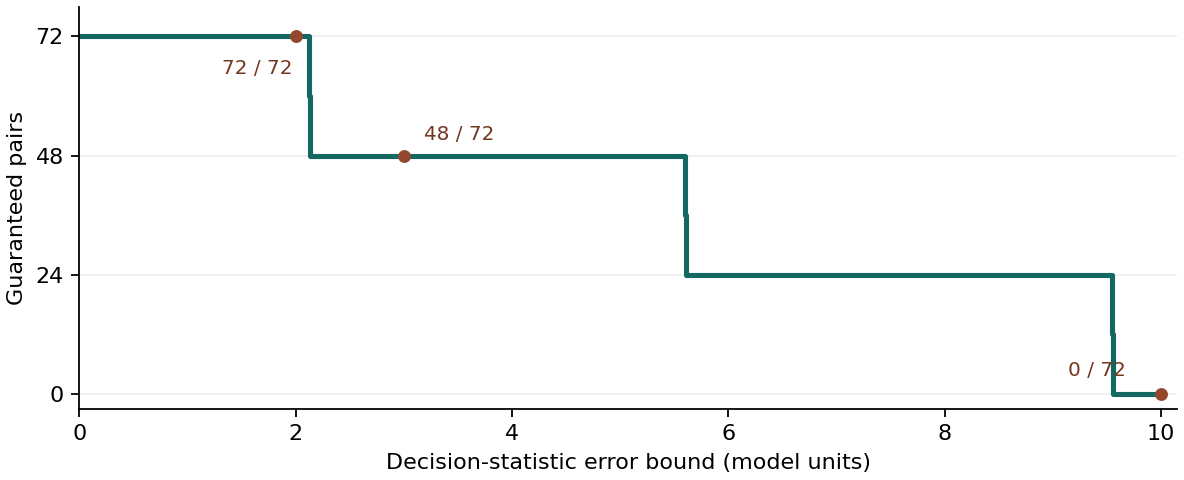 72
48
24
0
Guaranteed pairs
72 / 72
48 / 72
0 / 72
0 2 4 6 8 10
Decision-statistic error bound (model units)